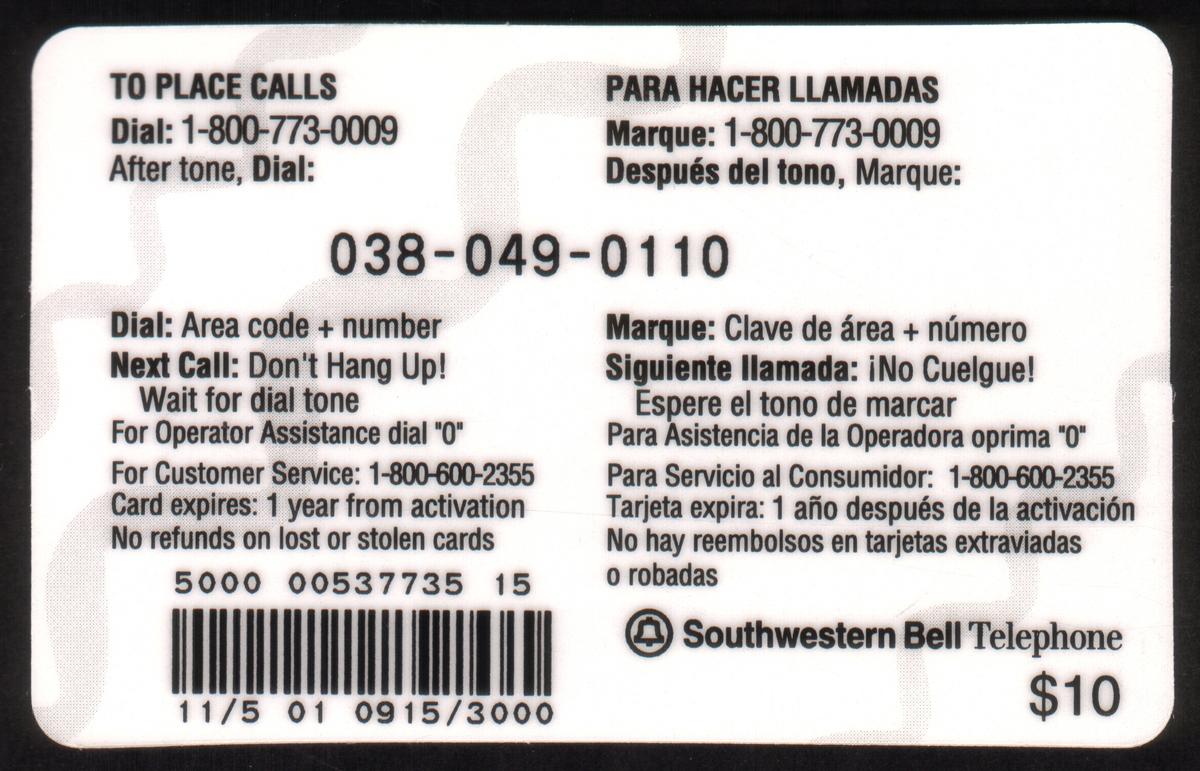 TO PLACE CALLS
Dial: 1-800-773-0009
After tone, Dial:
PARA HACER LLAMADAS
Marque: 1-800-773-0009
Después del tono, Marque:
038-049-0110
Dial: Area code + number
Next Call: Don't Hang Up!
Wait for dial tone
For Operator Assistance dial "0"
For Customer Service: 1-800-600-2355
Card expires: 1 year from activation
No refunds on lost or stolen cards
5000 00537735 15
11/5 01 0915/3000
Marque: Clave de área + número
Siguiente llamada: ¡No Cuelgue!
Espere el tono de marcar
Para Asistencia de la Operadora oprima "0"
Para Servicio al Consumidor: 1-800-600-2355
Tarjeta expira: 1 año después de la activación
No hay reembolsos en tarjetas extraviadas
o robadas
Southwestern Bell Telephone
$10